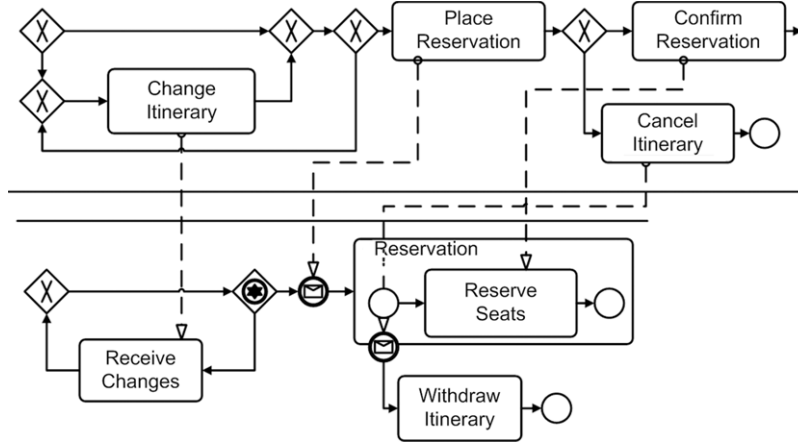 Place
Reservation
Confirm
Reservation
Change
Itinerary
Cancel
Itinerary
Reservation
Reserve
Seats
Receive
Changes
Withdraw
Itinerary